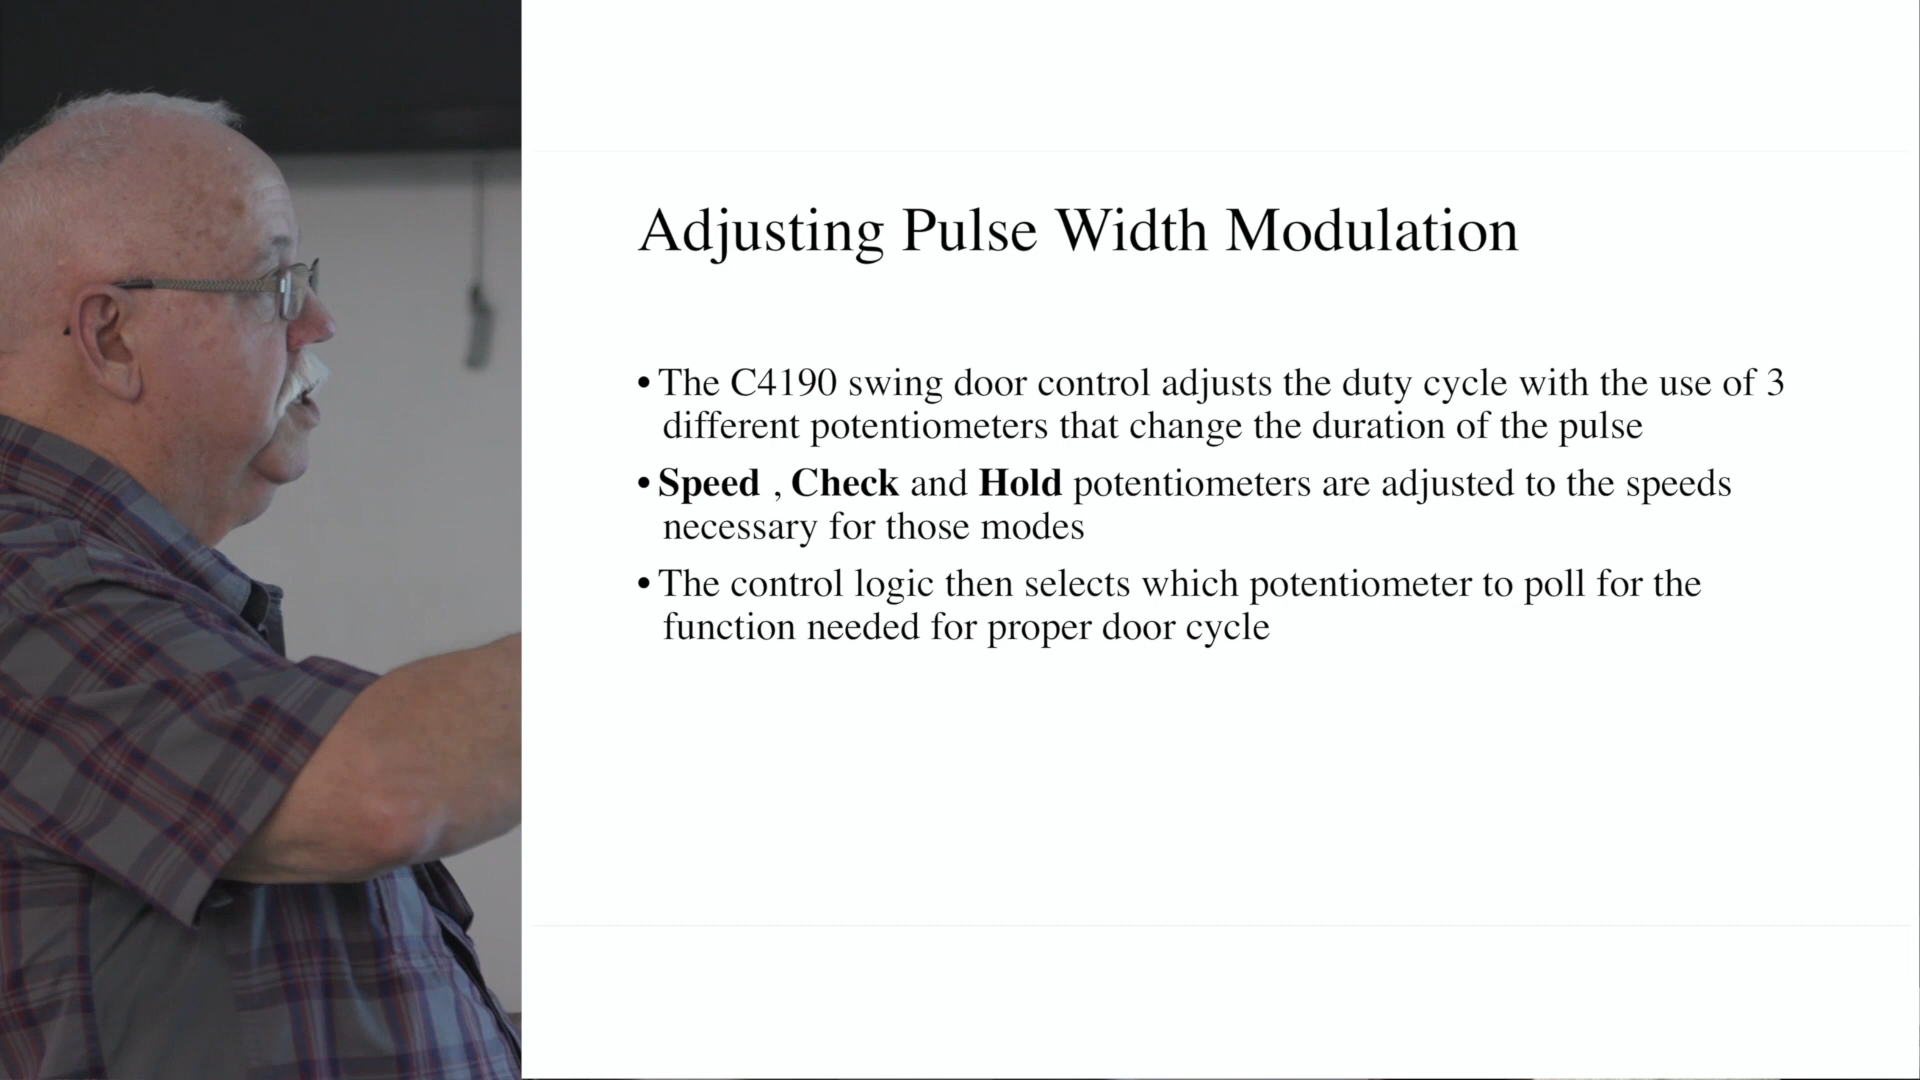 Adjusting Pulse Width Modulation
• The C4190 swing door control adjusts the duty cycle with the use of 3
different potentiometers that change the duration of the pulse
• Speed , Check and Hold potentiometers are adjusted to the speeds
necessary for those modes
• The control logic then selects which potentiometer to poll for the
function needed for proper door cycle